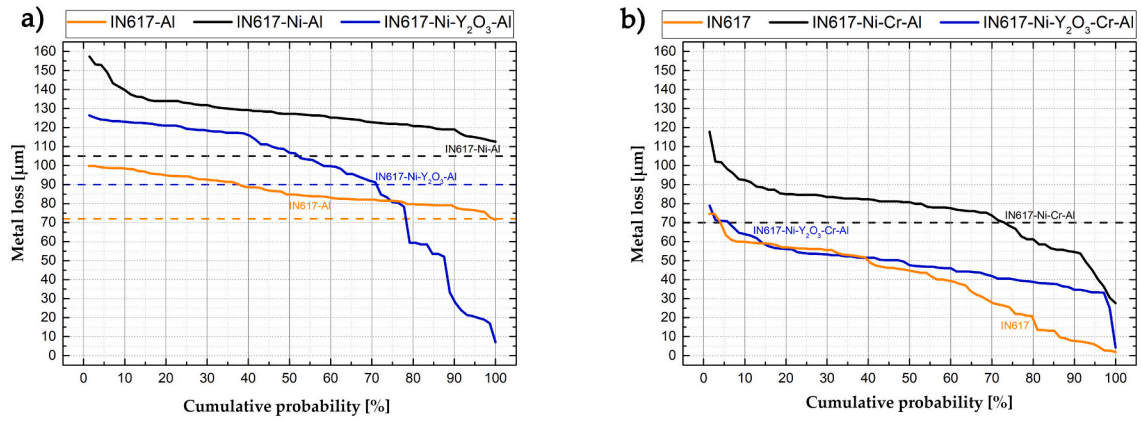 a)
IN617-Al IN617-Ni-Al IN617-Ni-Y₂O₃-Al
160
150
140
130
120
110
100
90
80
70
60
50
40
30
20
10
0
Metal loss [µm]
IN617-Ni-Al
IN617-Ni-Y₂O₃-Al
IN617-Al
0 10 20 30 40 50 60 70 80 90 100
Cumulative probability [%]
b)
IN617 IN617-Ni-Cr-Al IN617-Ni-Y₂O₃-Cr-Al
160
150
140
130
120
110
100
90
80
70
60
50
40
30
20
10
0
Metal loss [µm]
IN617-Ni-Cr-Al
IN617-Ni-Y₂O₃-Cr-Al
IN617
0 10 20 30 40 50 60 70 80 90 100
Cumulative probability [%]